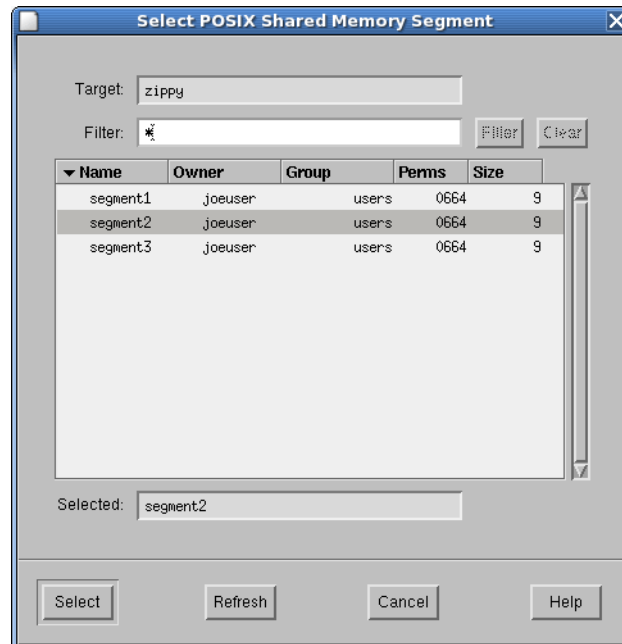 Select POSIX Shared Memory Segment
Target: zippy
Filter: * Filter Clear
Name Owner Group Perms Size
segment1 joeuser users 0664 9
segment2 joeuser users 0664 9
segment3 joeuser users 0664 9
Selected: segment2
Select Refresh Cancel Help